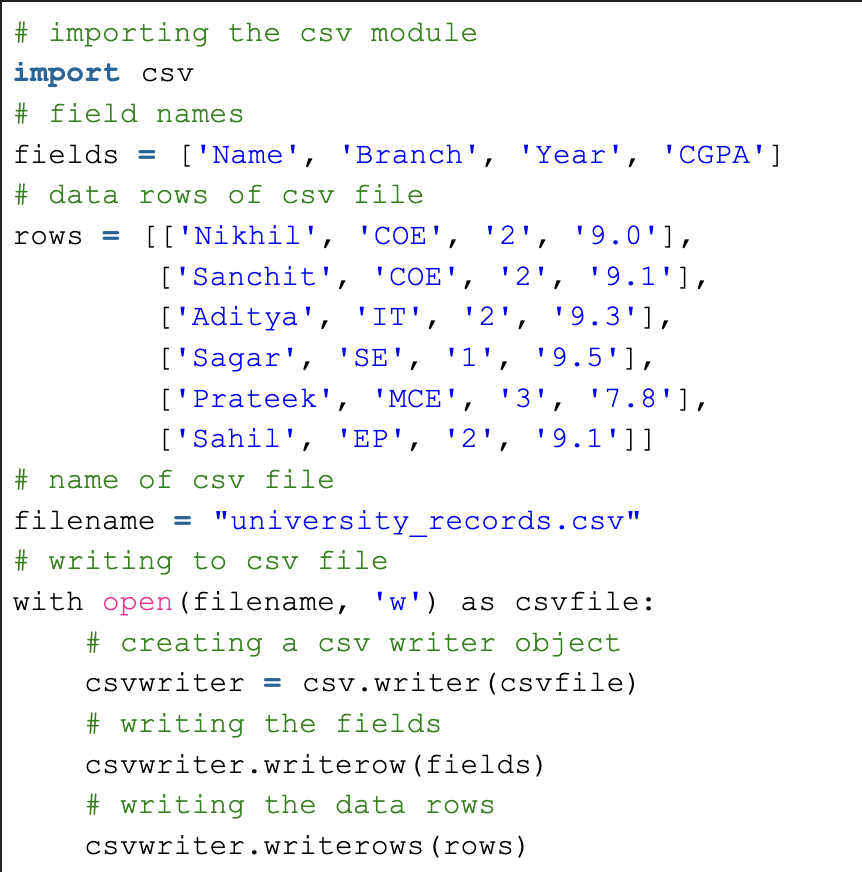 # importing the csv module
import csv
# field names
fields = ['Name', 'Branch', 'Year', 'CGPA']
# data rows of csv file
rows = [['Nikhil', 'COE', '2', '9.0'],
        ['Sanchit', 'COE', '2', '9.1'],
        ['Aditya', 'IT', '2', '9.3'],
        ['Sagar', 'SE', '1', '9.5'],
        ['Prateek', 'MCE', '3', '7.8'],
        ['Sahil', 'EP', '2', '9.1']]
# name of csv file
filename = "university_records.csv"
# writing to csv file
with open(filename, 'w') as csvfile:
    # creating a csv writer object
    csvwriter = csv.writer(csvfile)
    # writing the fields
    csvwriter.writerow(fields)
    # writing the data rows
    csvwriter.writerows(rows)